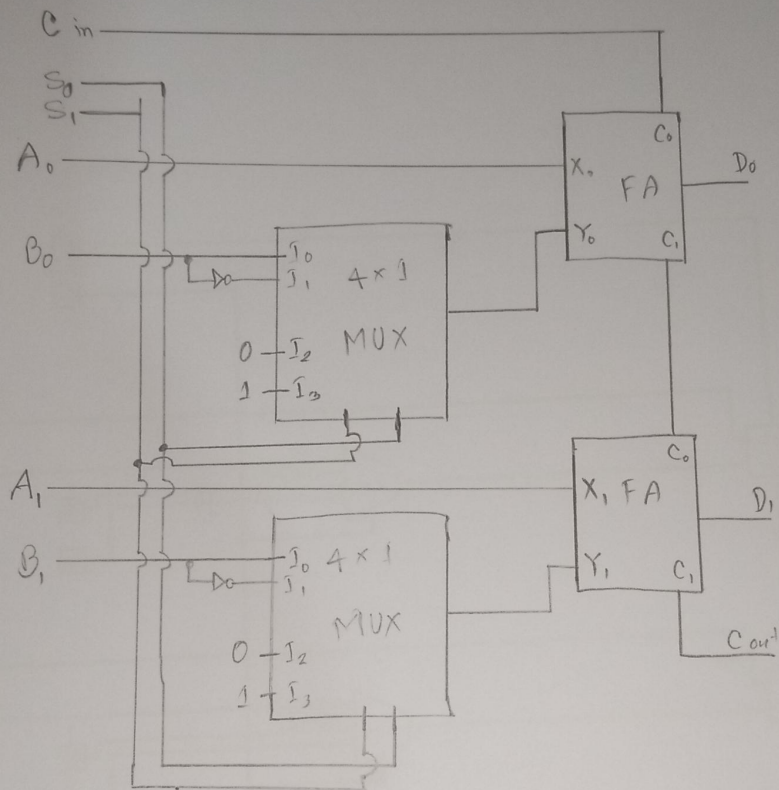 C in
S₀
S₁
C₀
A₀
X₀
FA
D₀
B₀
I₀
I₁
4×1
Y₀
C₁
MUX
0
I₂
1
I₃
C₀
A₁
X₁ FA
D₁
B₁
I₀ 4×1
I₁
Y₁
C₁
MUX
0
I₂
C out
1
I₃